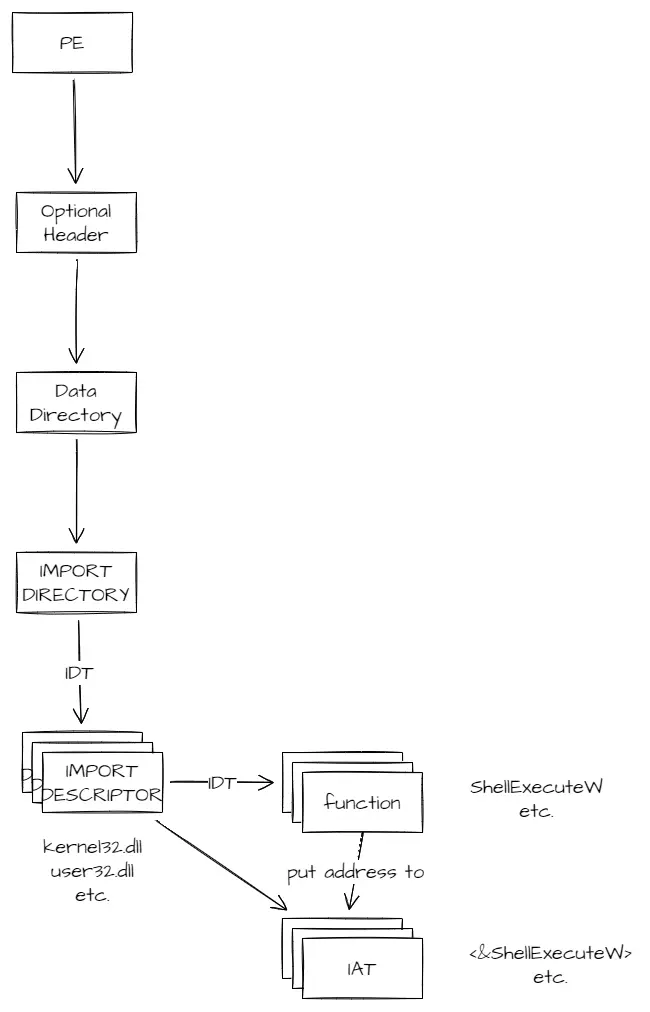 PE
Optional
Header
Data
Directory
IMPORT
DIRECTORY
IDT
IMPORT
DESCRIPTOR
IDT
function
ShellExecuteW
etc.
kernel32.dll
user32.dll
etc.
put address to
IAT
<&ShellExecuteW>
etc.